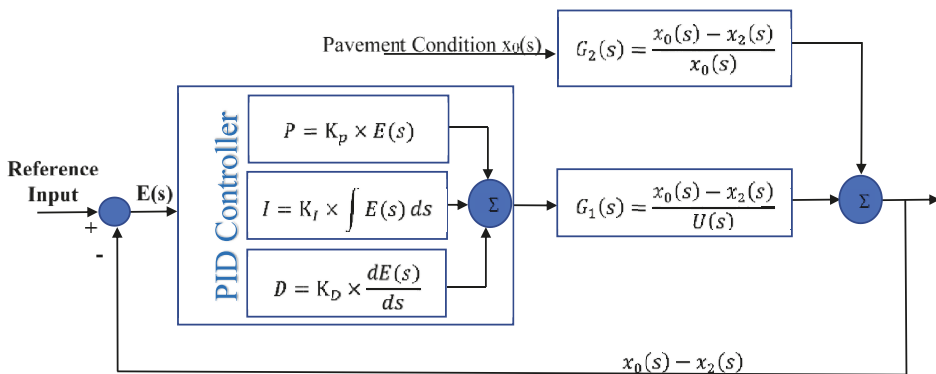 Pavement Condition x₀(s)
G₂(s) = (x₀(s) − x₂(s)) / x₀(s)
PID Controller
P = Kₚ × E(s)
Reference
Input
E(s)
+
-
I = K_I × ∫ E(s) ds
Σ
G₁(s) = (x₀(s) − x₂(s)) / U(s)
Σ
D = K_D × dE(s) / ds
x₀(s) − x₂(s)